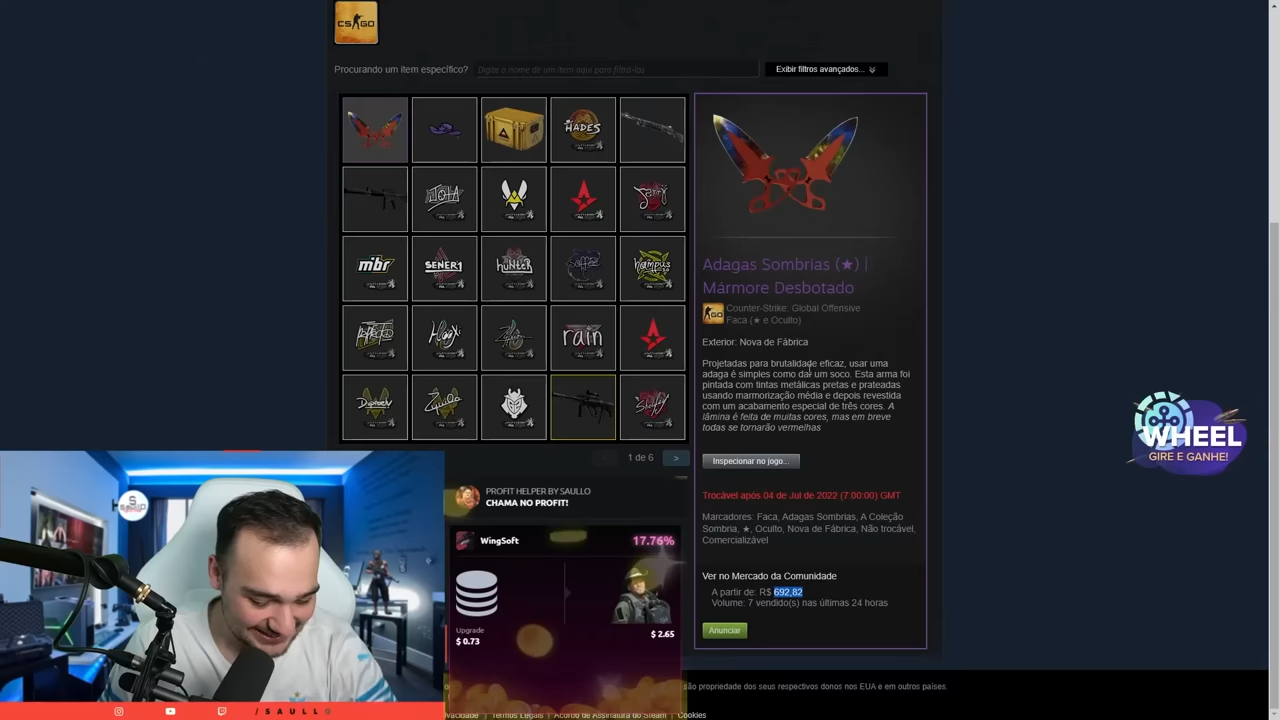 CS GO
Procurando um item específico?
Digite o nome de um item aqui para filtrá-los
Exibir filtros avançados...
HADES
mibr
SENER1
hunter
rain
1 de 6
>
Adagas Sombrias (★) |
Mármore Desbotado
GO
Counter-Strike: Global Offensive
Faca (★ e Oculto)
Exterior: Nova de Fábrica
Projetadas para brutalidade eficaz, usar uma
adaga é simples como dar um soco. Esta arma foi
pintada com tintas metálicas pretas e prateadas
usando marmorização média e depois revestida
com um acabamento especial de três cores. A
lâmina é feita de muitas cores, mas em breve
todas se tornarão vermelhas
Inspecionar no jogo...
Trocável após 04 de Jul de 2022 (7:00:00) GMT
Marcadores: Faca, Adagas Sombrias, A Coleção
Sombria, ★, Oculto, Nova de Fábrica, Não trocável,
Comercializável
Ver no Mercado da Comunidade
A partir de: R$ 692,82
Volume: 7 vendido(s) nas últimas 24 horas
Anunciar
WHEEL
GIRE E GANHE!
PROFIT HELPER BY SAULLO
CHAMA NO PROFIT!
WingSoft
17.76%
Upgrade
$ 0.73
$ 2.65
são propriedade dos seus respectivos donos nos EUA e em outros países.
Termos Legais
Acordo de Assinatura do Steam
Cookies
/SAULLO